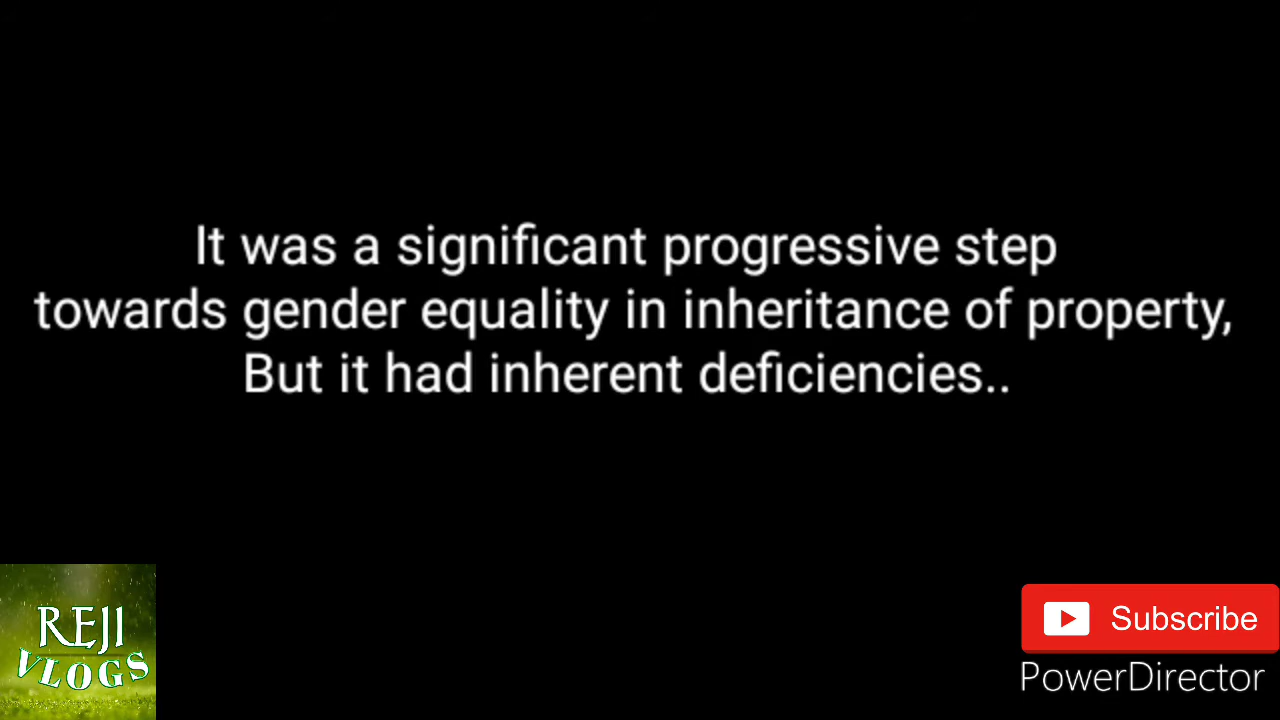 It was a significant progressive step
towards gender equality in inheritance of property,
But it had inherent deficiencies..
REJI
VLOGS
Subscribe
PowerDirector